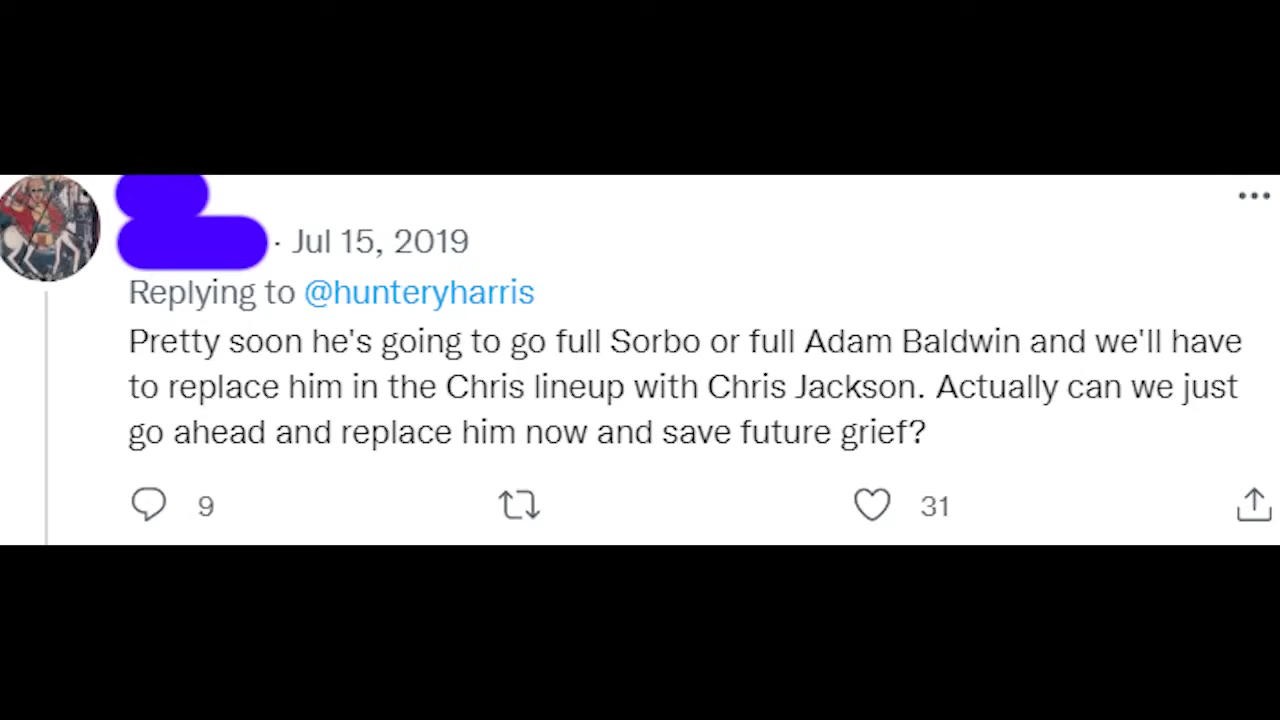 · Jul 15, 2019
Replying to @hunteryharris
Pretty soon he's going to go full Sorbo or full Adam Baldwin and we'll have
to replace him in the Chris lineup with Chris Jackson. Actually can we just
go ahead and replace him now and save future grief?
9 31